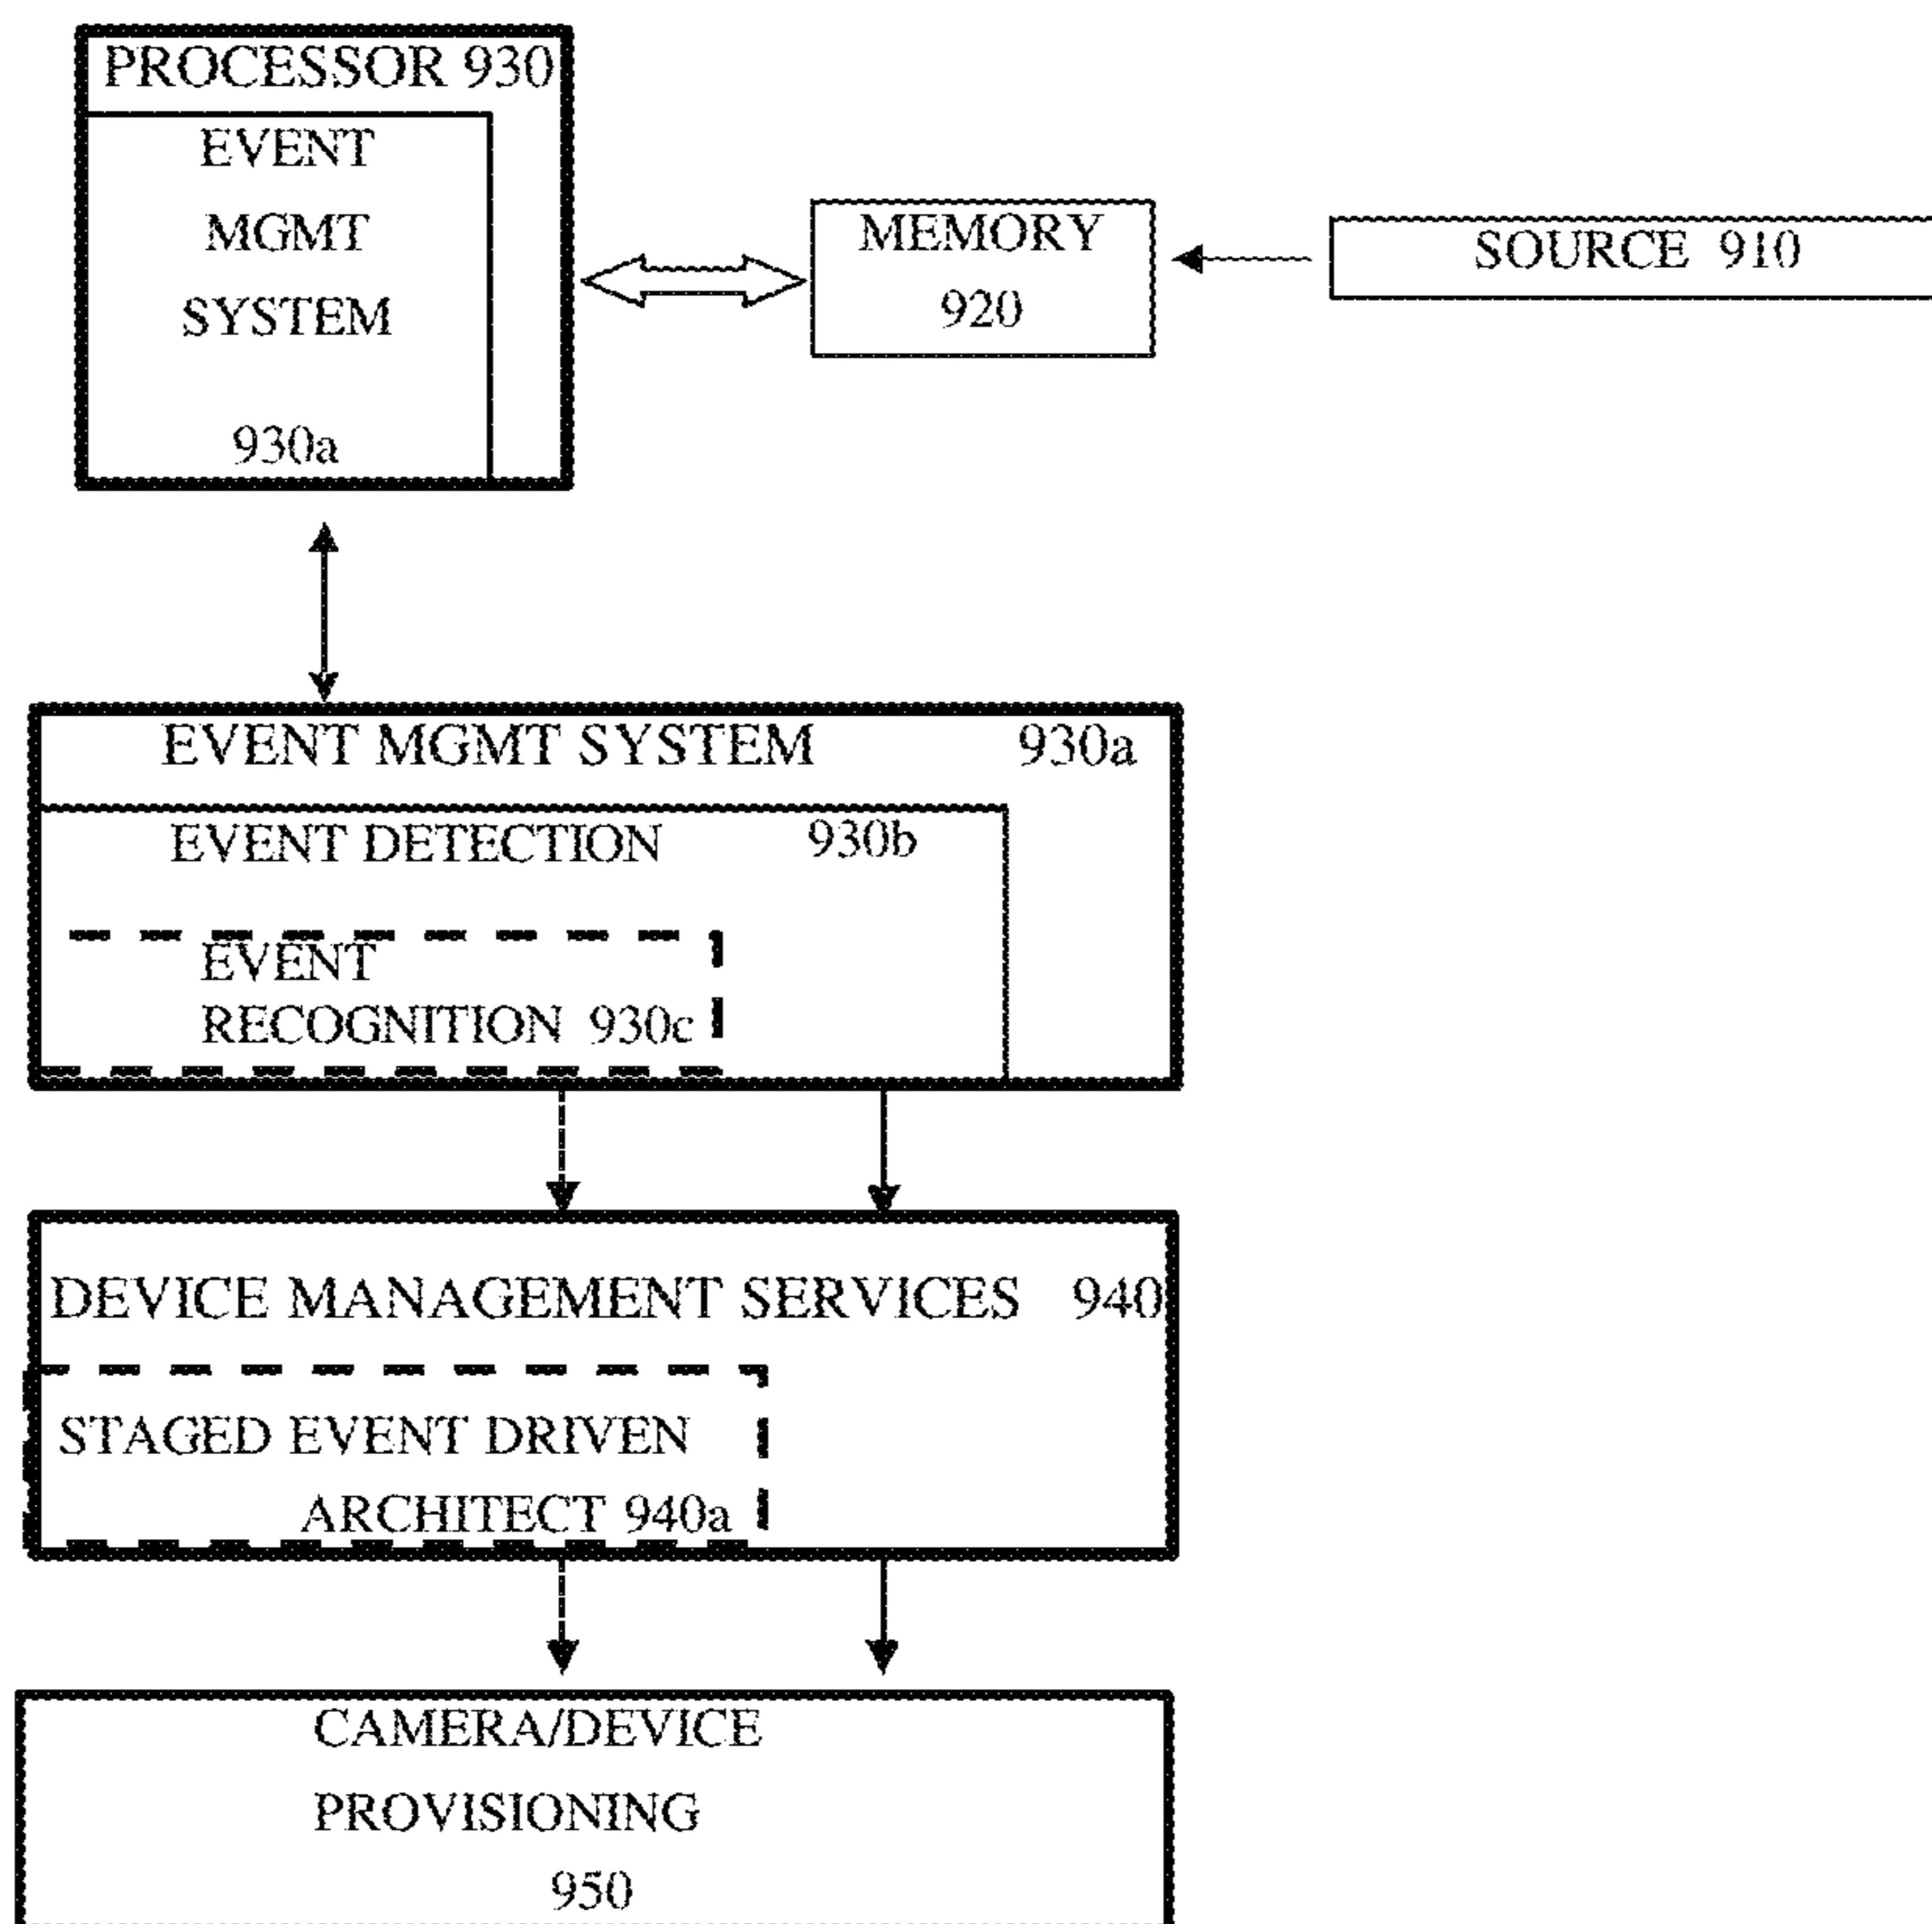 PROCESSOR 930
EVENT
MGMT
SYSTEM
930a
MEMORY
920
SOURCE 910
EVENT MGMT SYSTEM 930a
EVENT DETECTION 930b
EVENT
RECOGNITION 930c
DEVICE MANAGEMENT SERVICES 940
STAGED EVENT DRIVEN
ARCHITECT 940a
CAMERA/DEVICE
PROVISIONING
950